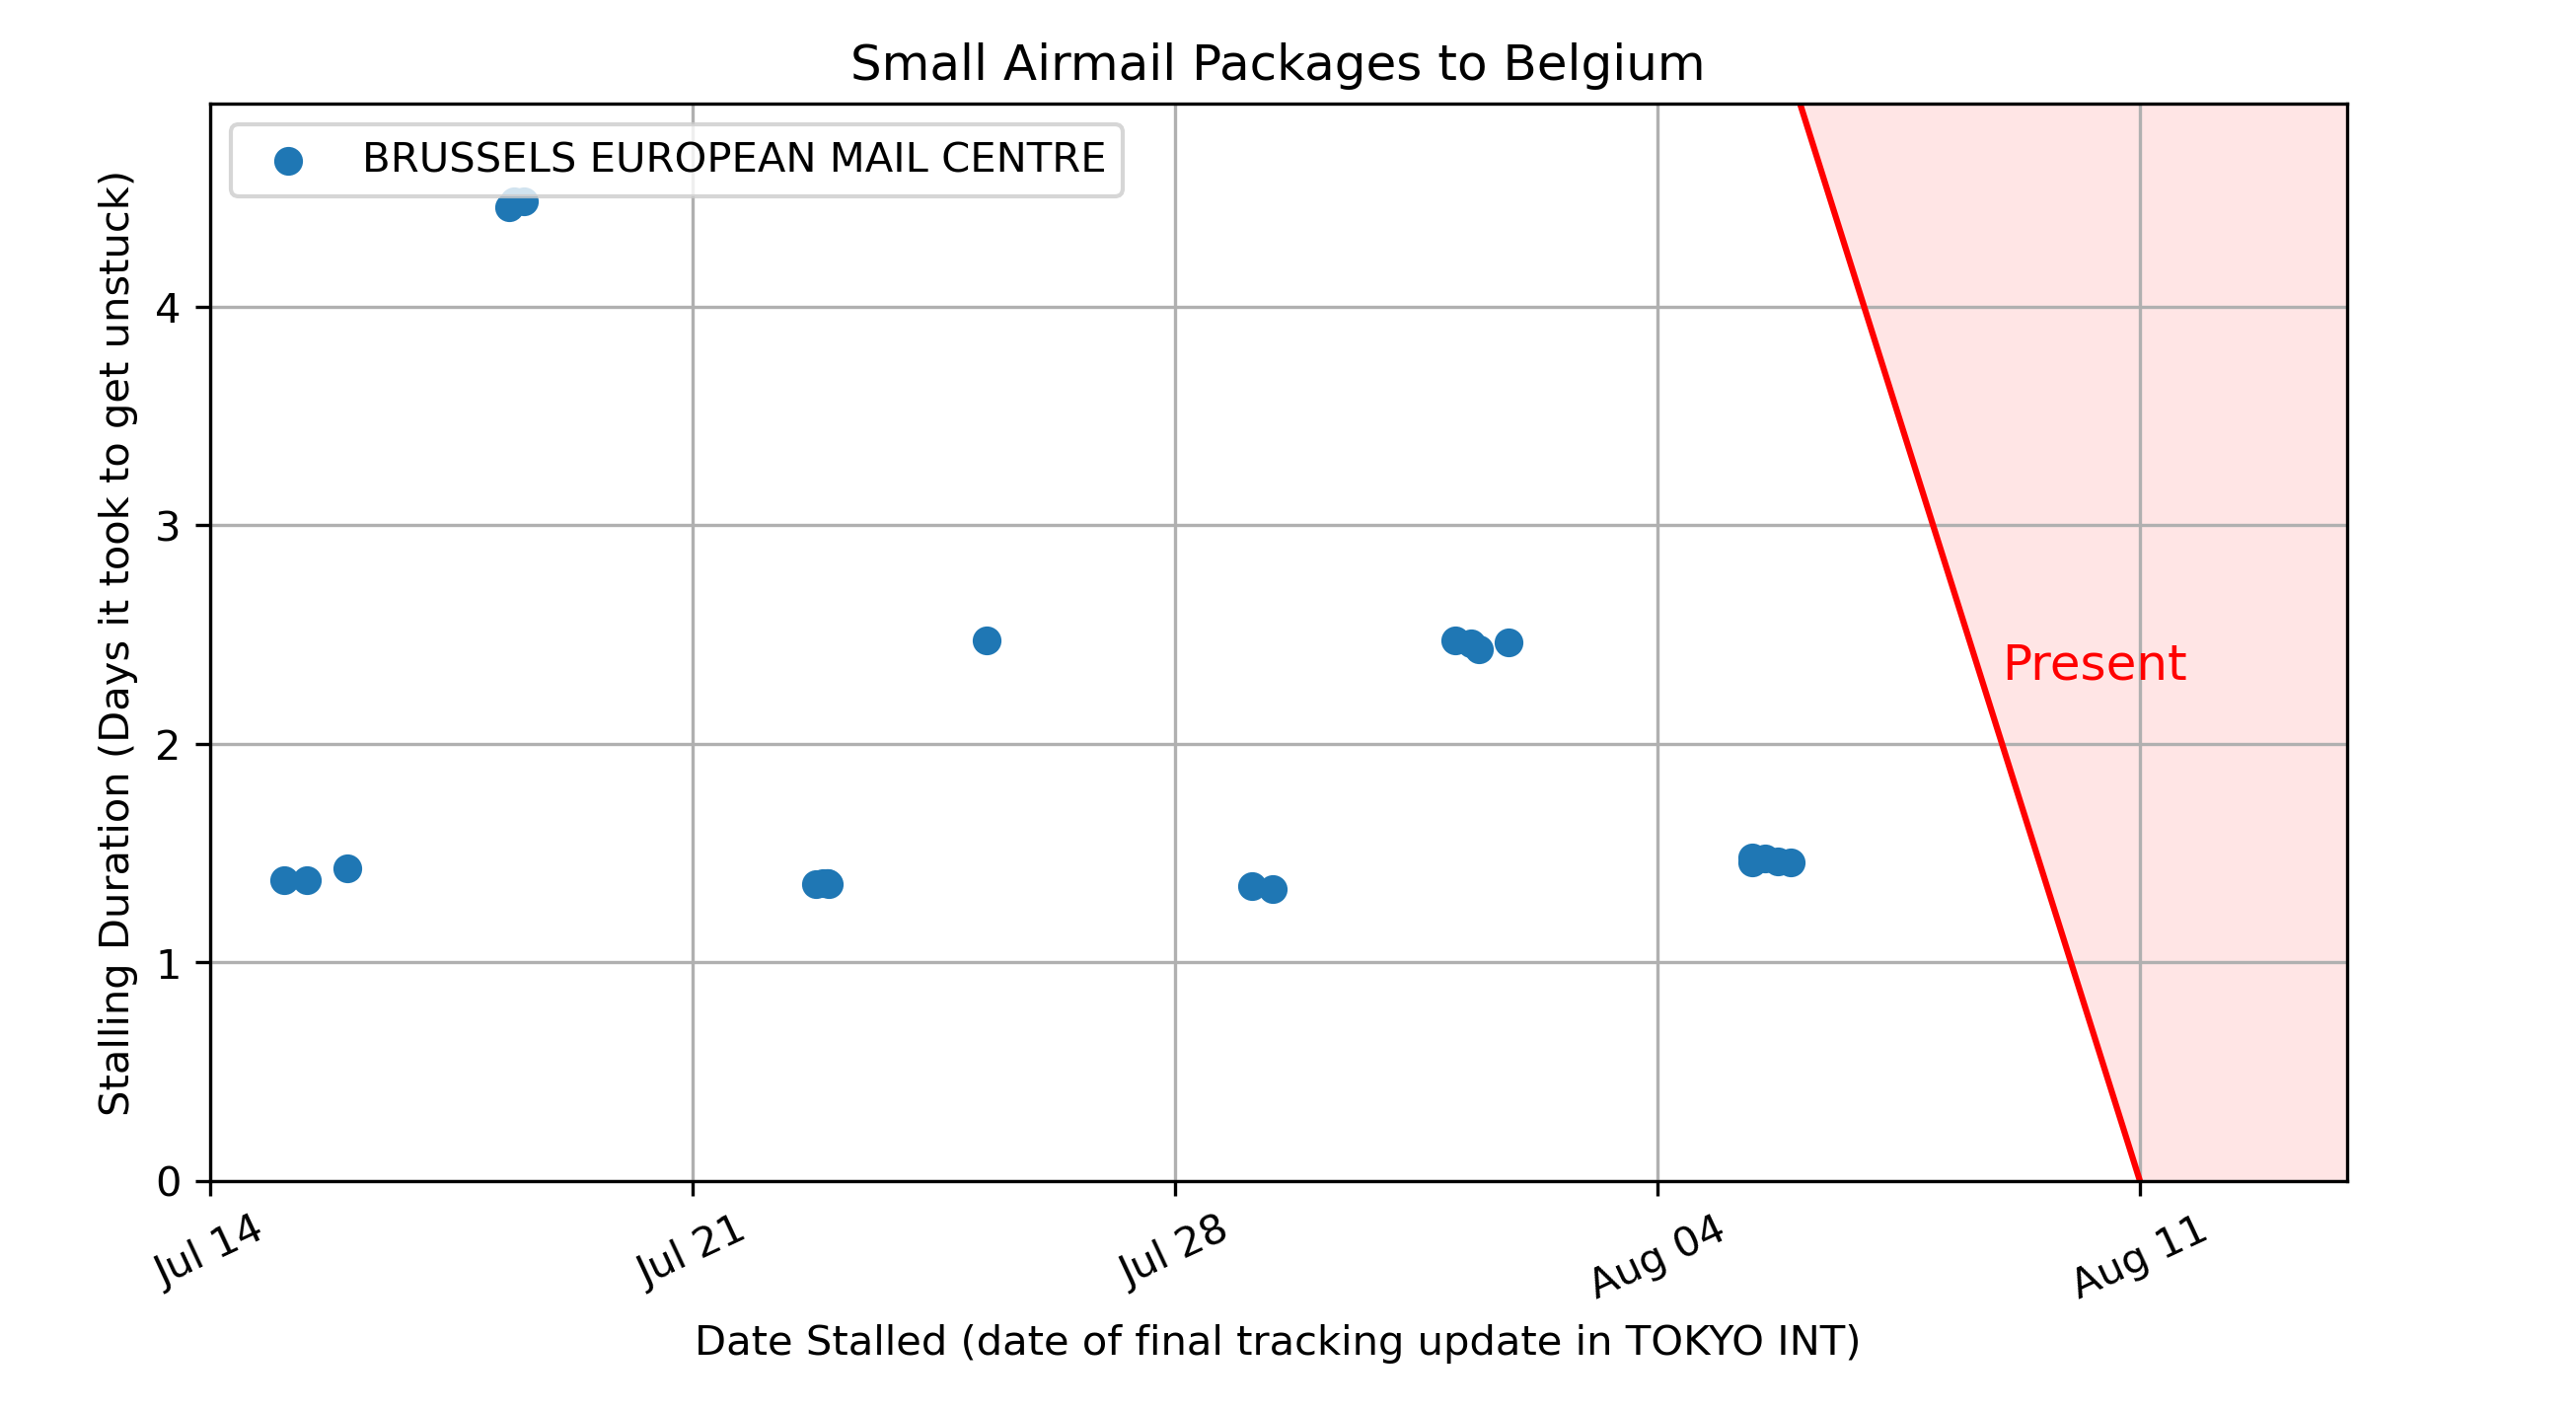 Small Airmail Packages to Belgium
BRUSSELS EUROPEAN MAIL CENTRE
Stalling Duration (Days it took to get unstuck)
4
3
2
1
0
Present
Jul 14
Jul 21
Jul 28
Aug 04
Aug 11
Date Stalled (date of final tracking update in TOKYO INT)